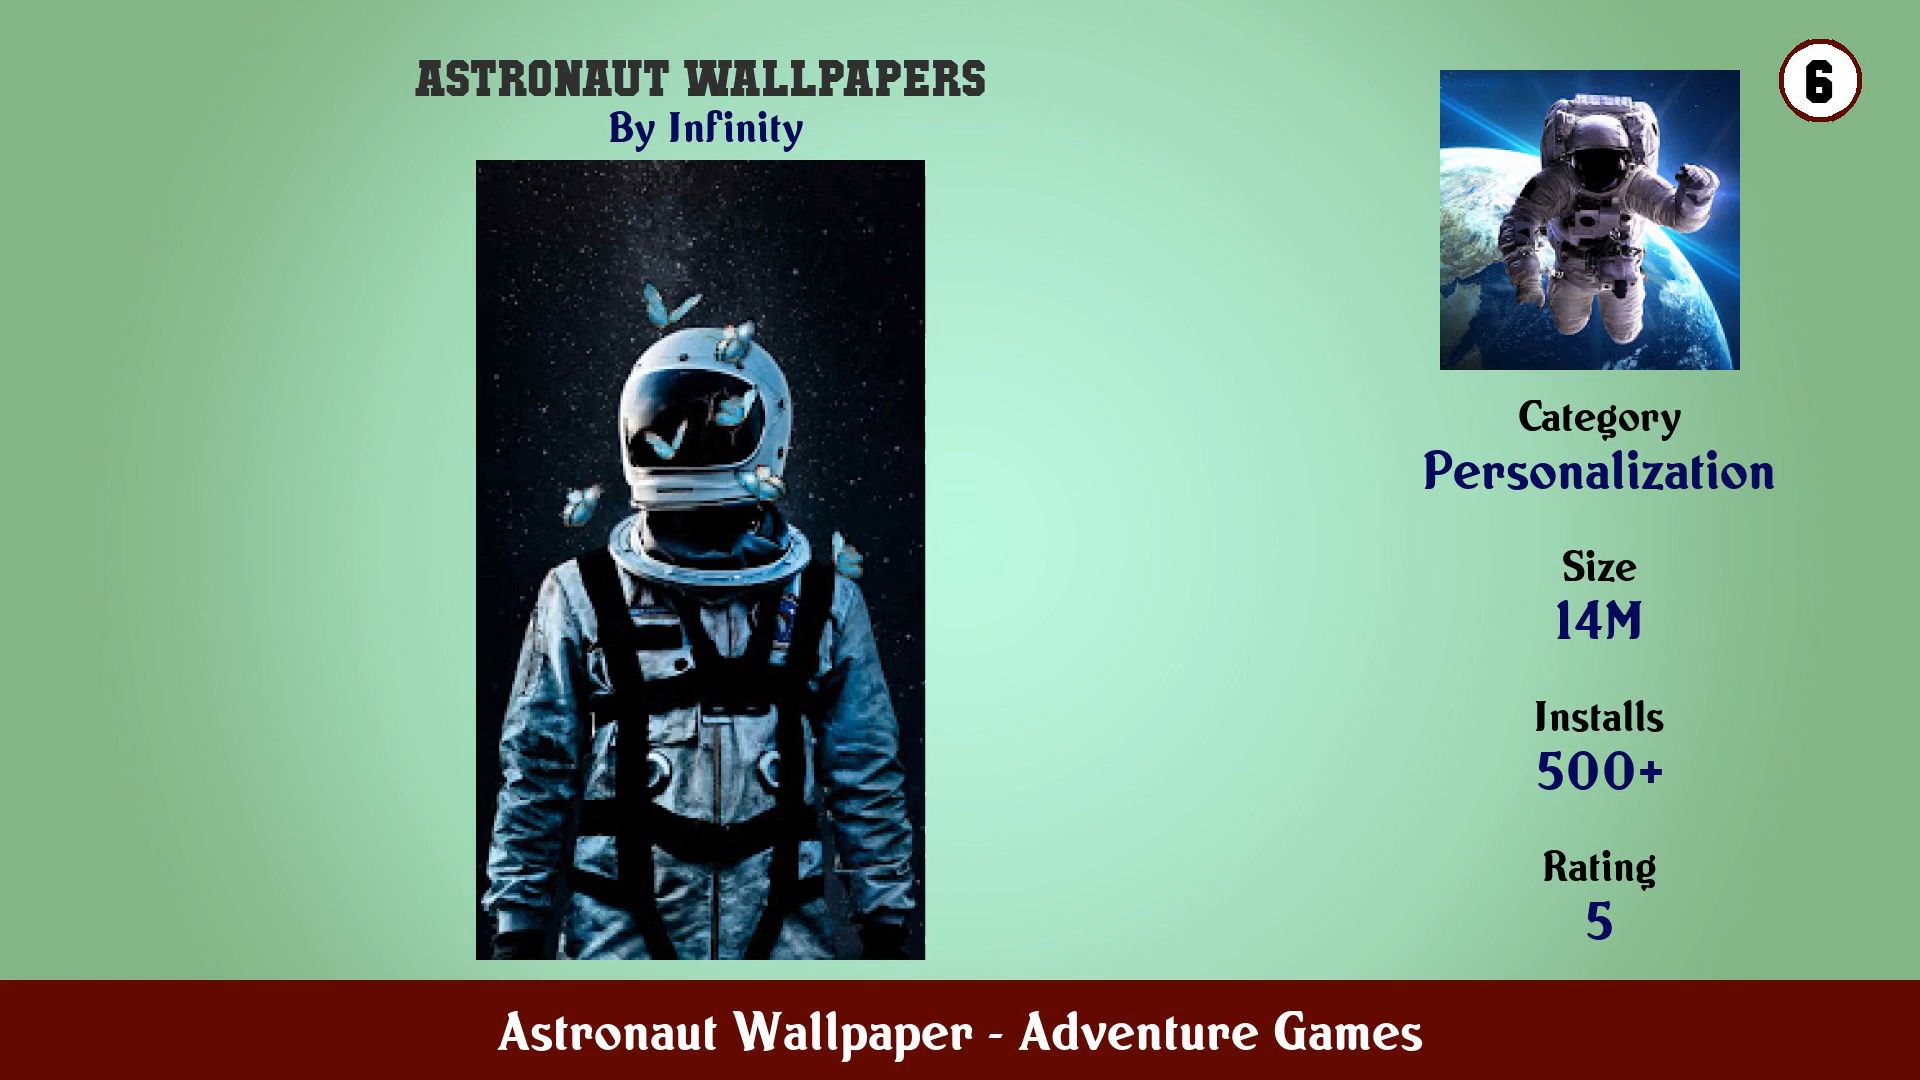 ASTRONAUT WALLPAPERS
By Infinity
6
Category
Personalization
Size
14M
Installs
500+
Rating
5
Astronaut Wallpaper - Adventure Games